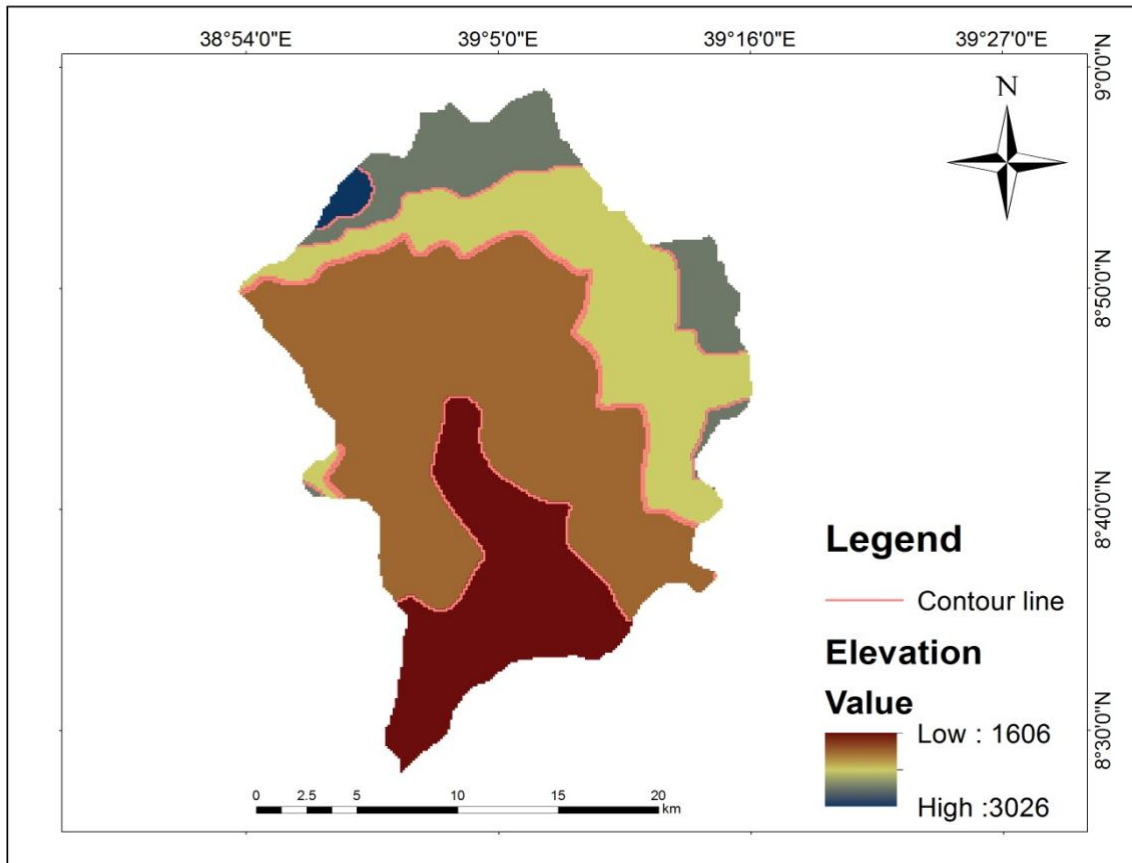 38°54'0"E 39°5'0"E 39°16'0"E 39°27'0"E
9°0'0"N
N
8°50'0"N
8°40'0"N
Legend
Contour line
Elevation
Value
Low : 1606
High :3026
8°30'0"N
0 2.5 5 10 15 20
km